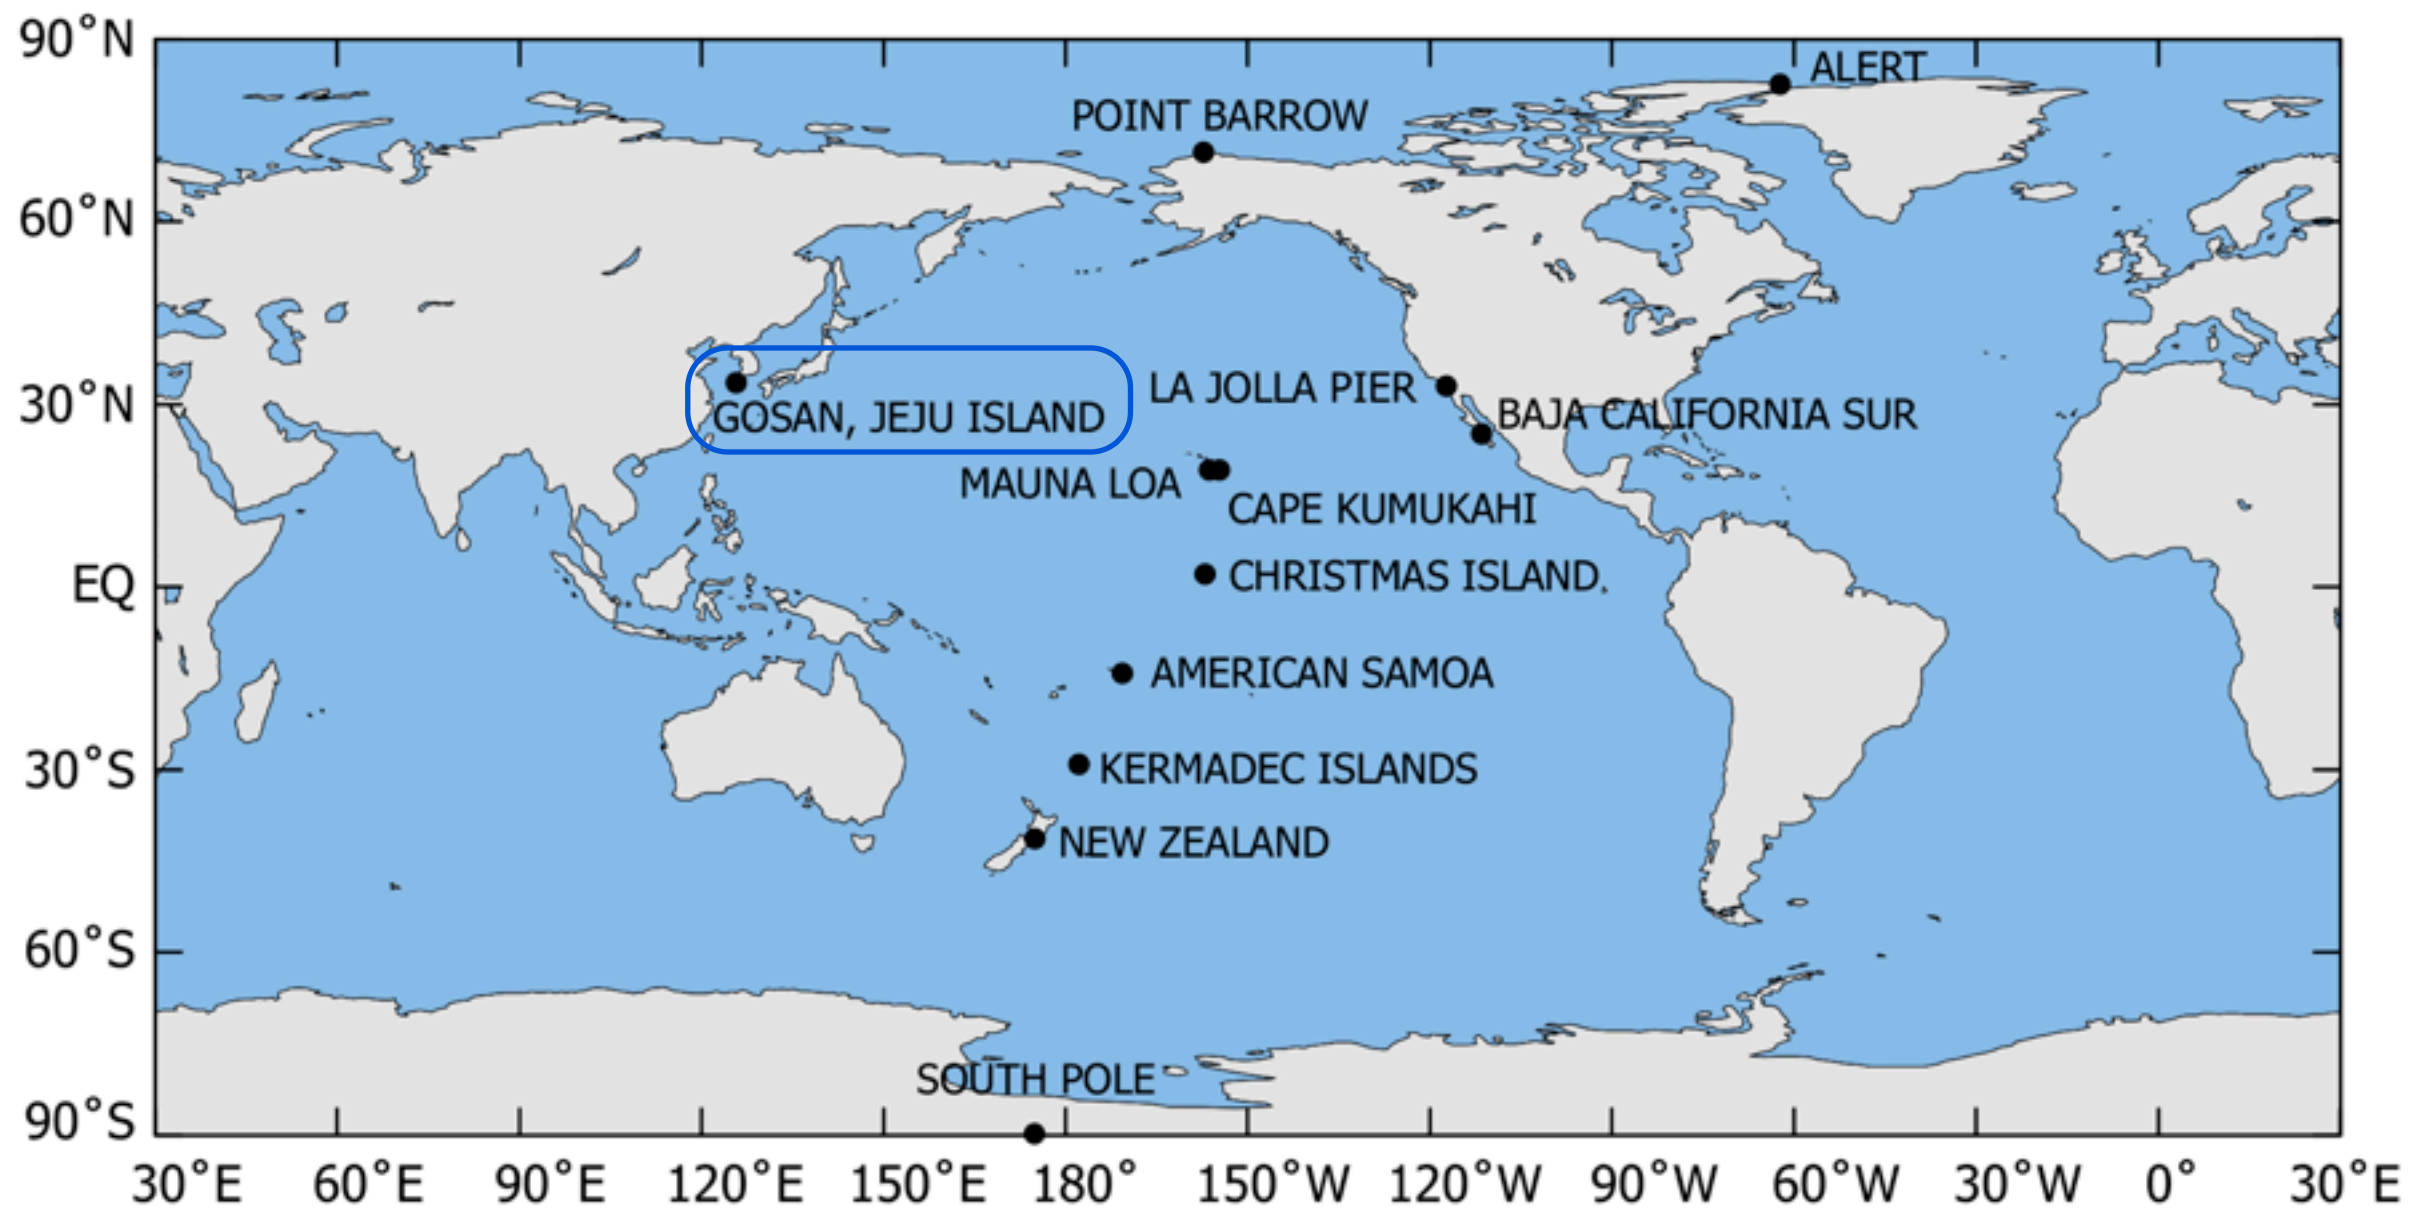 90°N
ALERT
POINT BARROW
60°N
LA JOLLA PIER
30°N
GOSAN, JEJU ISLAND
BAJA CALIFORNIA SUR
MAUNA LOA
CAPE KUMUKAHI
EQ
CHRISTMAS ISLAND
AMERICAN SAMOA
30°S
KERMADEC ISLANDS
NEW ZEALAND
60°S
SOUTH POLE
90°S
30°E 60°E 90°E 120°E 150°E 180° 150°W 120°W 90°W 60°W 30°W 0° 30°E